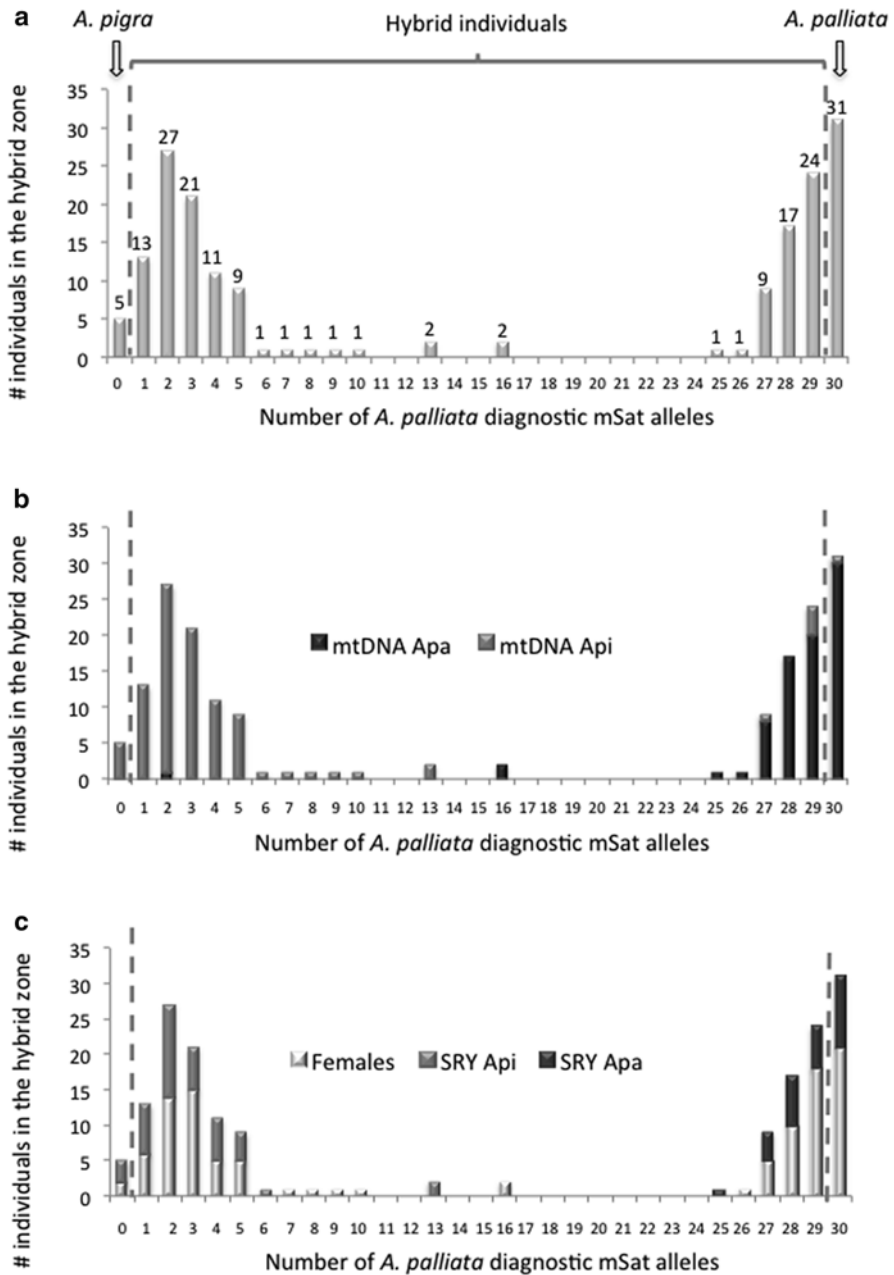 a
A. pigra
Hybrid individuals
A. palliata
# individuals in the hybrid zone
35
30
25
20
15
10
5
0
5
13
27
21
11
9
1
1
1
1
1
2
2
1
1
9
17
24
31
0 1 2 3 4 5 6 7 8 9 10 11 12 13 14 15 16 17 18 19 20 21 22 23 24 25 26 27 28 29 30
Number of A. palliata diagnostic mSat alleles
b
# individuals in the hybrid zone
35
30
25
20
15
10
5
0
mtDNA Apa mtDNA Api
0 1 2 3 4 5 6 7 8 9 10 11 12 13 14 15 16 17 18 19 20 21 22 23 24 25 26 27 28 29 30
Number of A. palliata diagnostic mSat alleles
c
# individuals in the hybrid zone
35
30
25
20
15
10
5
0
Females SRY Api SRY Apa
0 1 2 3 4 5 6 7 8 9 10 11 12 13 14 15 16 17 18 19 20 21 22 23 24 25 26 27 28 29 30
Number of A. palliata diagnostic mSat alleles